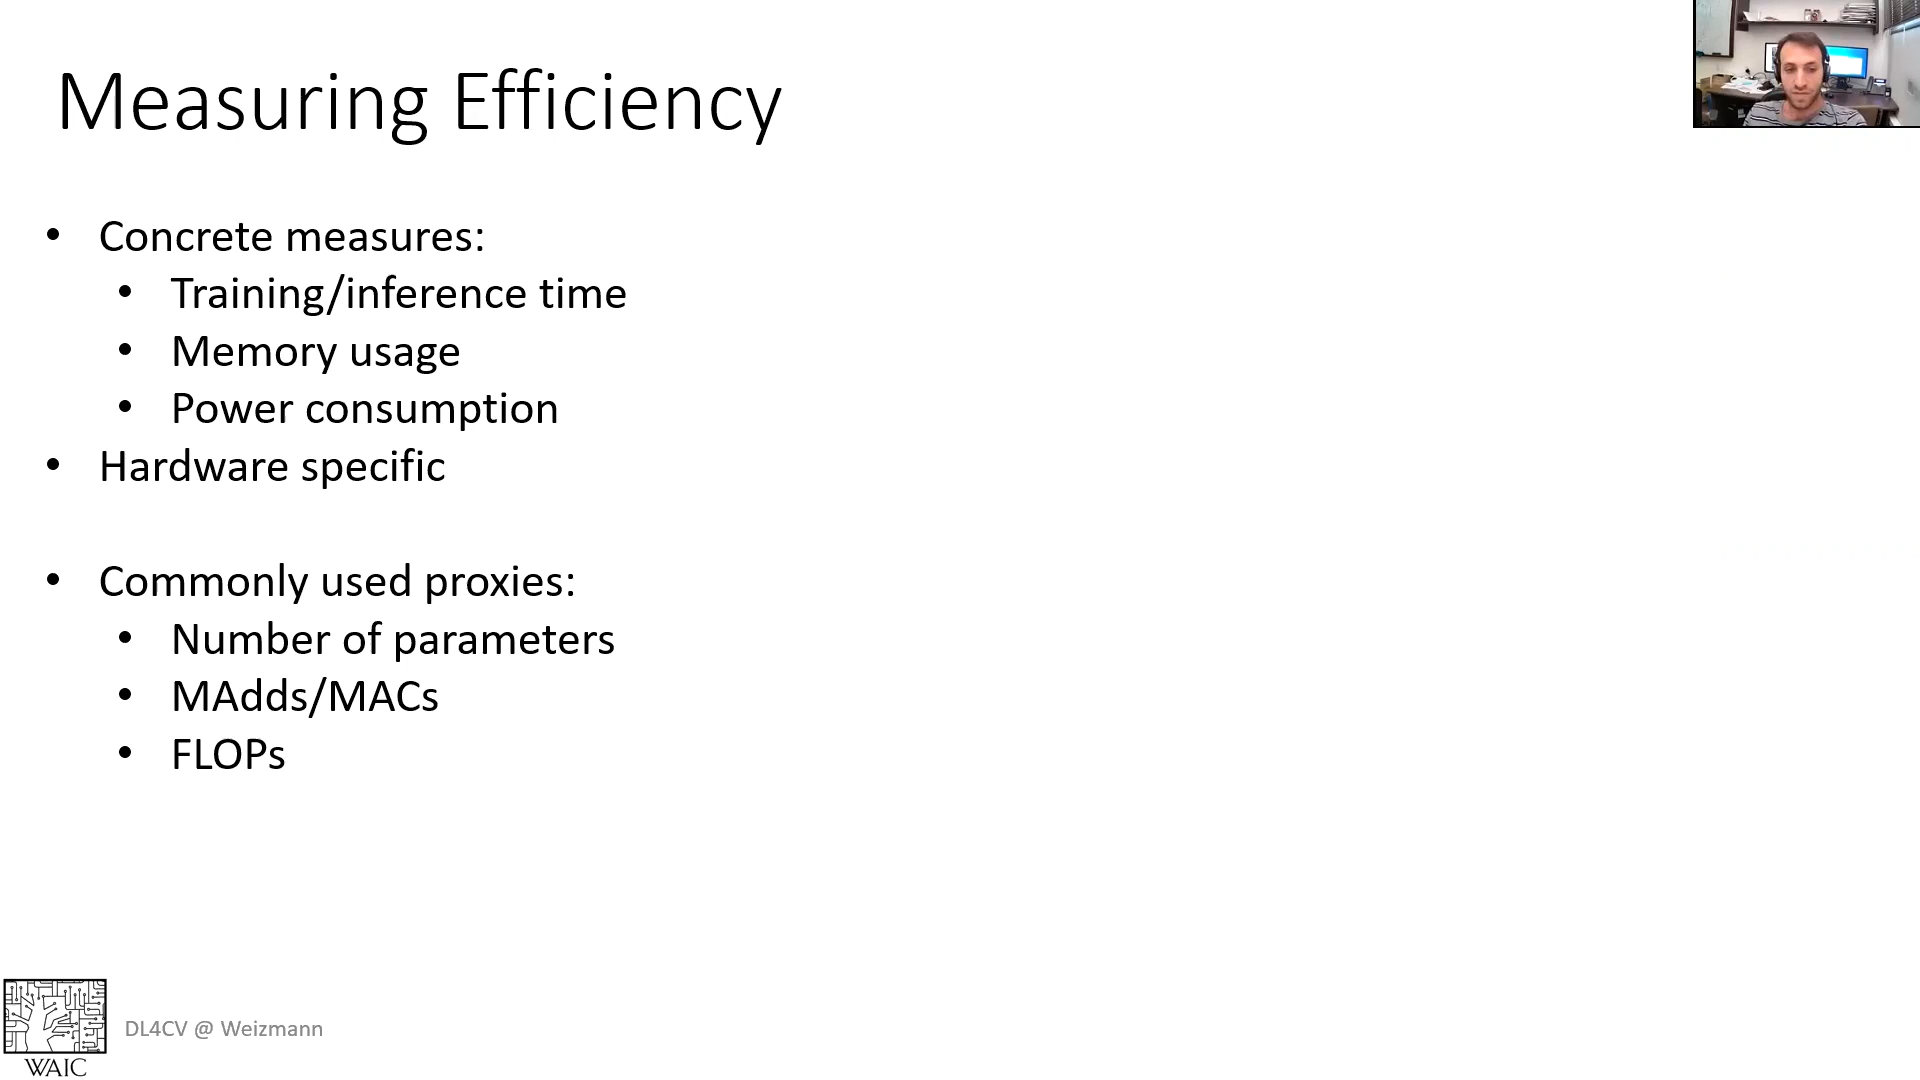 Measuring Efficiency
• Concrete measures:
• Training/inference time
• Memory usage
• Power consumption
• Hardware specific
• Commonly used proxies:
• Number of parameters
• MAdds/MACs
• FLOPs
DL4CV @ Weizmann
WAIC